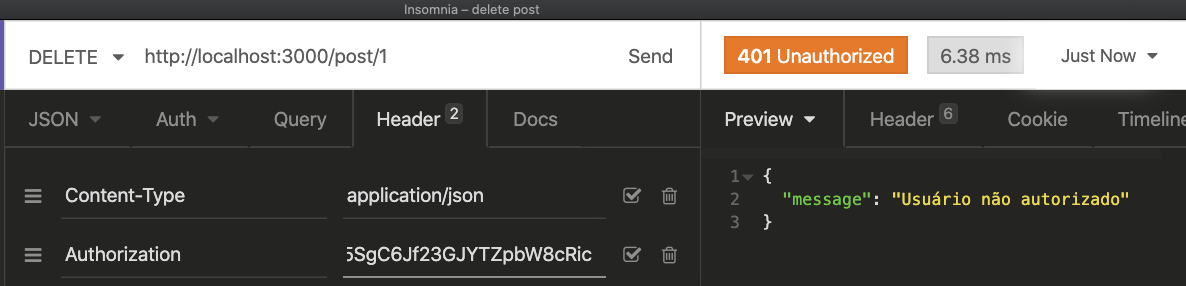 Insomnia – delete post
DELETE http://localhost:3000/post/1 Send 401 Unauthorized 6.38 ms Just Now
JSON Auth Query Header 2 Docs Preview Header 6 Cookie Timeline
Content-Type application/json
Authorization 5SgC6Jf23GJYTZpbW8cRic
1 {
2 "message": "Usuário não autorizado"
3 }